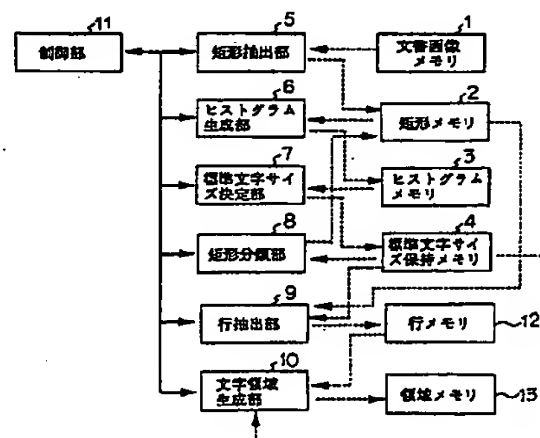 11
制御部
5
矩形抽出部
1
文書画像
メモリ
6
ヒストグラム
生成部
2
矩形メモリ
7
標準文字サイ
ズ決定部
3
ヒストグラム
メモリ
8
矩形分類部
4
標準文字サイ
ズ保持メモリ
9
行抽出部
行メモリ
12
10
文字領域
生成部
領域メモリ
13